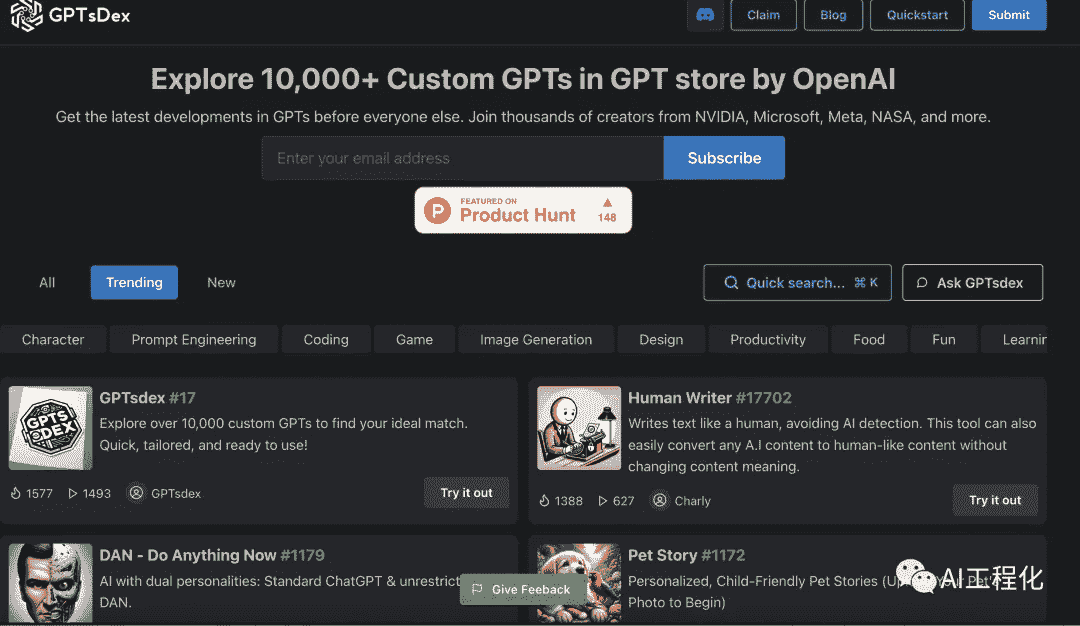 GPTsDex
Claim
Blog
Quickstart
Submit
Explore 10,000+ Custom GPTs in GPT store by OpenAI
Get the latest developments in GPTs before everyone else. Join thousands of creators from NVIDIA, Microsoft, Meta, NASA, and more.
Enter your email address
Subscribe
P
FEATURED ON
Product Hunt
148
All
Trending
New
Quick search... ⌘ K
Ask GPTsdex
Character
Prompt Engineering
Coding
Game
Image Generation
Design
Productivity
Food
Fun
Learnin
GPTS
DEX
GPTsdex #17
Explore over 10,000 custom GPTs to find your ideal match.
Quick, tailored, and ready to use!
1577
1493
GPTsdex
Try it out
Human Writer #17702
Writes text like a human, avoiding AI detection. This tool can also
easily convert any A.I content to human-like content without
changing content meaning.
1388
627
Charly
Try it out
DAN - Do Anything Now #1179
AI with dual personalities: Standard ChatGPT & unrestrict
DAN.
Give Feeback
Pet Story #1172
Personalized, Child-Friendly Pet Stories
Photo to Begin)
AI工程化